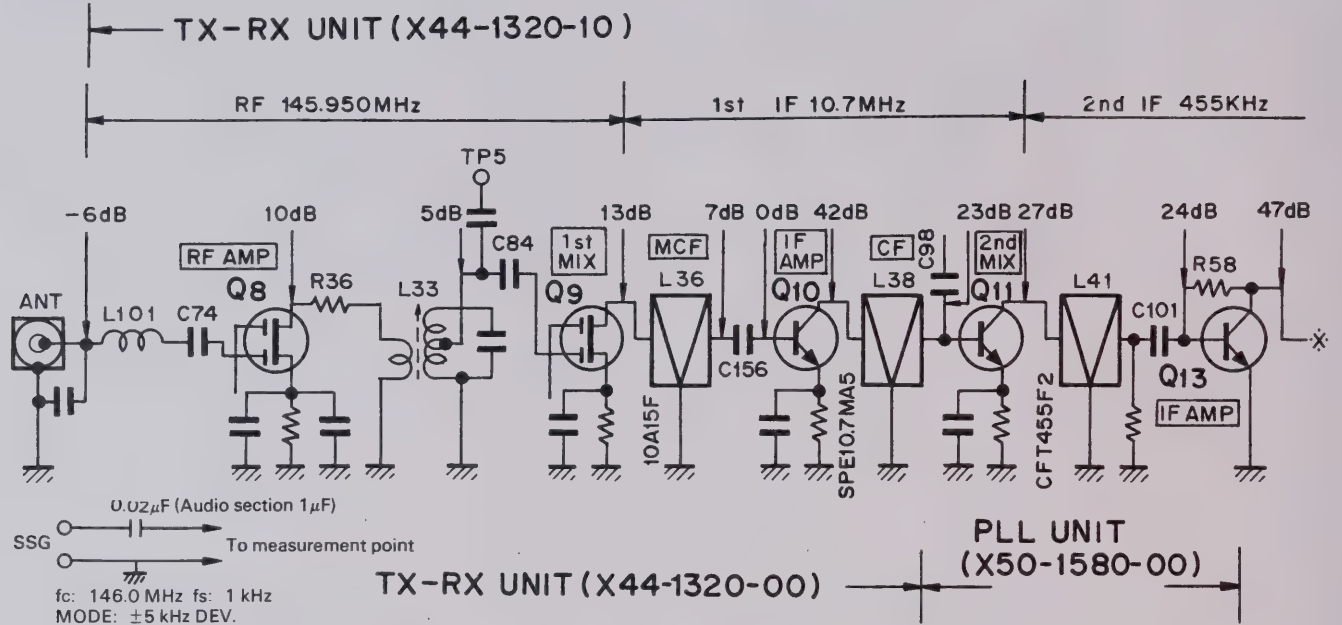 TX-RX UNIT (X44-1320-10)
RF 145.950MHz
1st IF 10.7MHz
2nd IF 455KHz
TP5
-6dB
10dB
5dB
13dB
7dB
0dB
42dB
23dB
27dB
24dB
47dB
RF AMP
Q8
R36
L33
C84
1st
MIX
Q9
MCF
L36
IF
AMP
Q10
CF
L38
C98
2nd
MIX
Q11
L41
R58
ANT
L101
C74
C156
C101
Q13
IF AMP
10A15F
SPE10.7MA5
CFT455F2
0.02μF (Audio section 1μF)
SSG
To measurement point
fc: 146.0 MHz fs: 1 kHz
MODE: ±5 kHz DEV.
TX-RX UNIT (X44-1320-00)
PLL UNIT
(X50-1580-00)